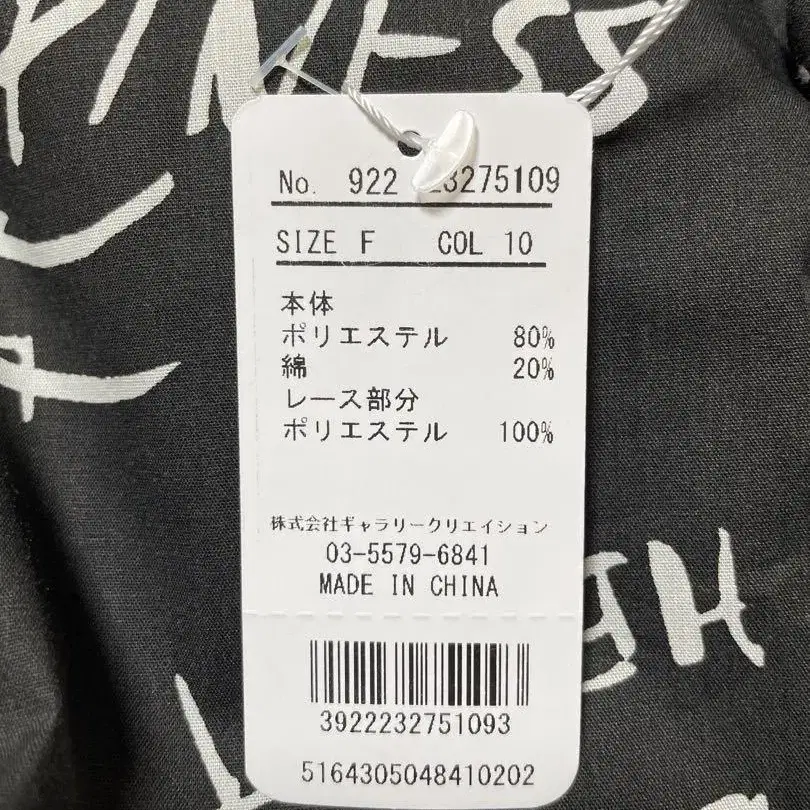 PINESS
No. 922 23275109
SIZE F COL 10
本体
ポリエステル 80%
綿 20%
レース部分
ポリエステル 100%
株式会社ギャラリークリエイション
03-5579-6841
MADE IN CHINA
3922232751093
5164305048410202